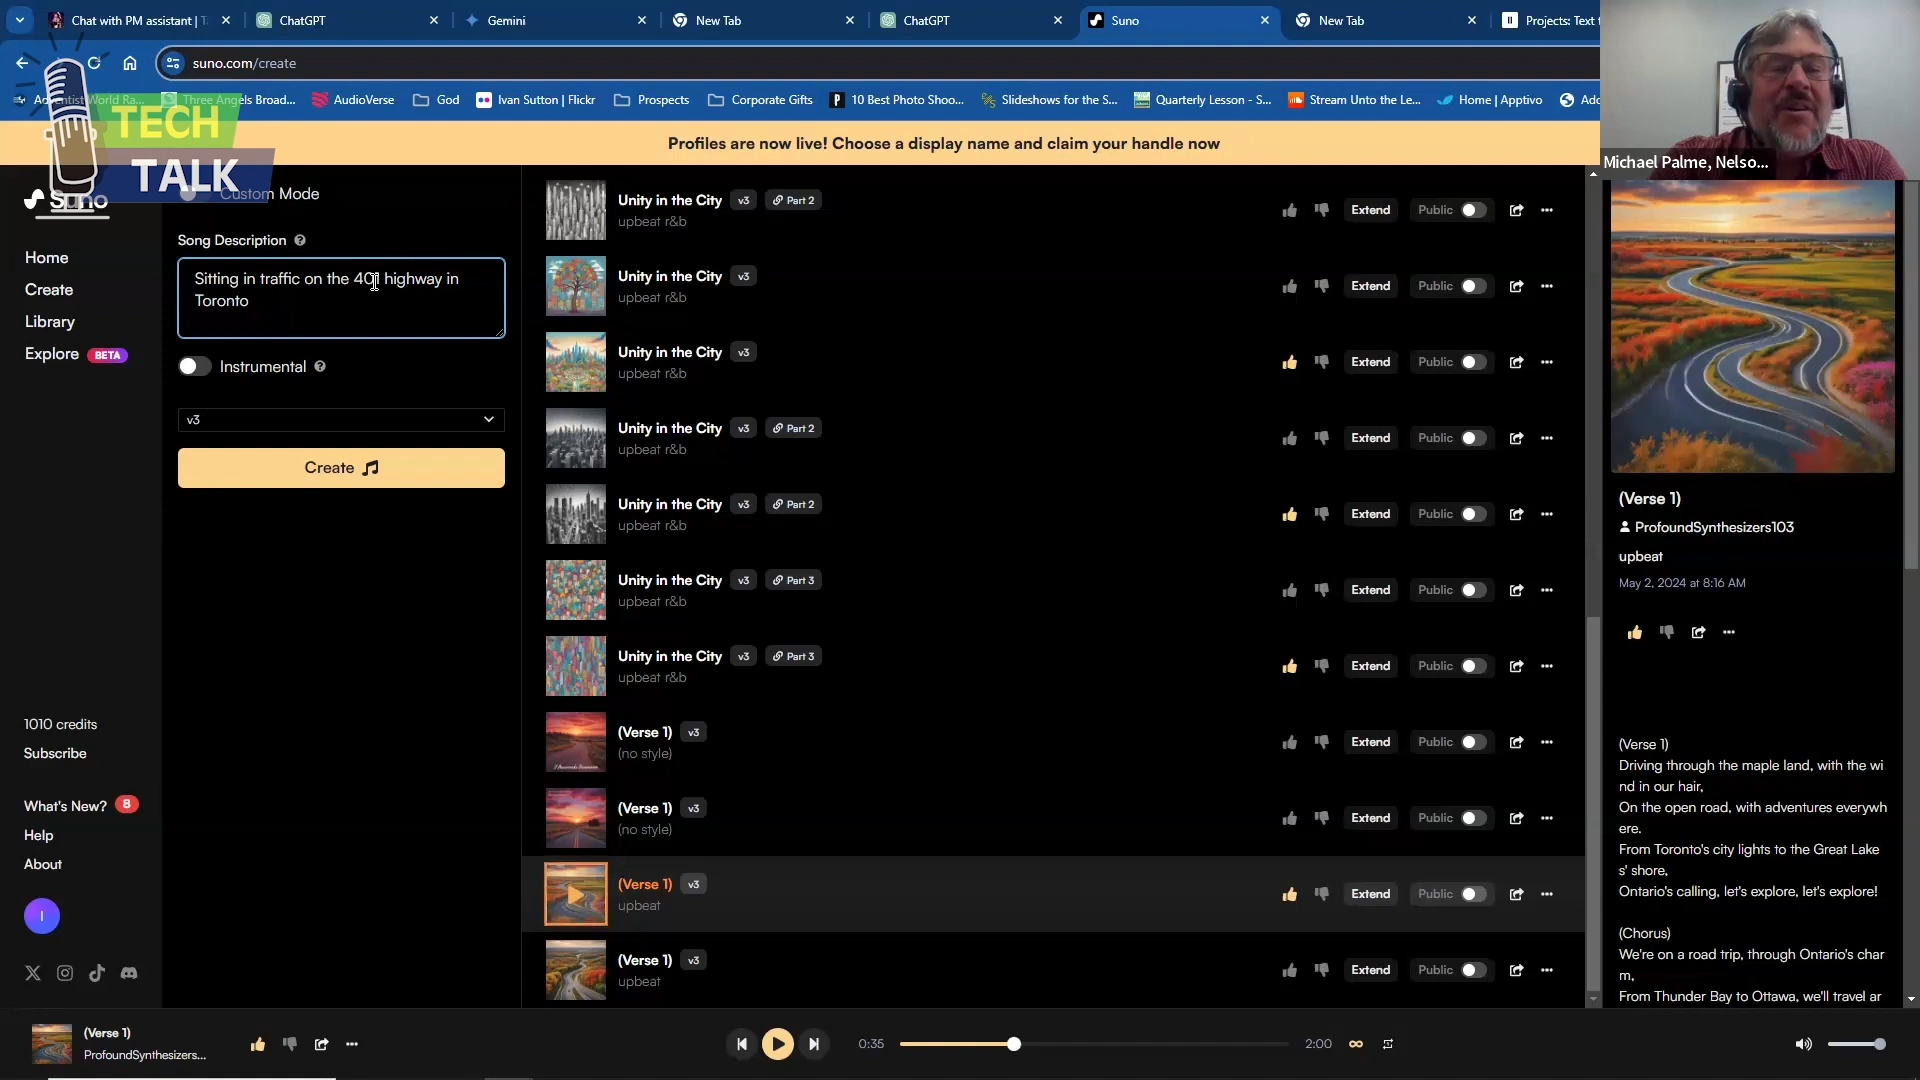 Chat with PM assistant | T
ChatGPT
Gemini
New Tab
ChatGPT
Suno
New Tab
Projects: Text t
suno.com/create
Adventist World Ra...
Three Angels Broad...
AudioVerse
God
Ivan Sutton | Flickr
Prospects
Corporate Gifts
10 Best Photo Shoo...
Slideshows for the S...
Quarterly Lesson - S...
Stream Unto the Le...
Home | Apptivo
Add
TECH
TALK
Profiles are now live! Choose a display name and claim your handle now
Michael Palme, Nelso...
Suno
Home
Create
Library
Explore BETA
1010 credits
Subscribe
What's New? 8
Help
About
I
Custom Mode
Song Description
Sitting in traffic on the 401 highway in
Toronto
Instrumental
v3
Create
Unity in the City v3 Part 2
upbeat r&b
Extend Public
Unity in the City v3
upbeat r&b
Extend Public
Unity in the City v3
upbeat r&b
Extend Public
Unity in the City v3 Part 2
upbeat r&b
Extend Public
Unity in the City v3 Part 2
upbeat r&b
Extend Public
Unity in the City v3 Part 3
upbeat r&b
Extend Public
Unity in the City v3 Part 3
upbeat r&b
Extend Public
(Verse 1) v3
(no style)
Extend Public
(Verse 1) v3
(no style)
Extend Public
(Verse 1) v3
upbeat
Extend Public
(Verse 1) v3
upbeat
Extend Public
(Verse 1)
ProfoundSynthesizers103
upbeat
May 2, 2024 at 8:16 AM
(Verse 1)
Driving through the maple land, with the wi
nd in our hair,
On the open road, with adventures everywh
ere.
From Toronto's city lights to the Great Lake
s' shore,
Ontario's calling, let's explore, let's explore!
(Chorus)
We're on a road trip, through Ontario's char
m,
From Thunder Bay to Ottawa, we'll travel ar
(Verse 1)
ProfoundSynthesizers...
0:35
2:00